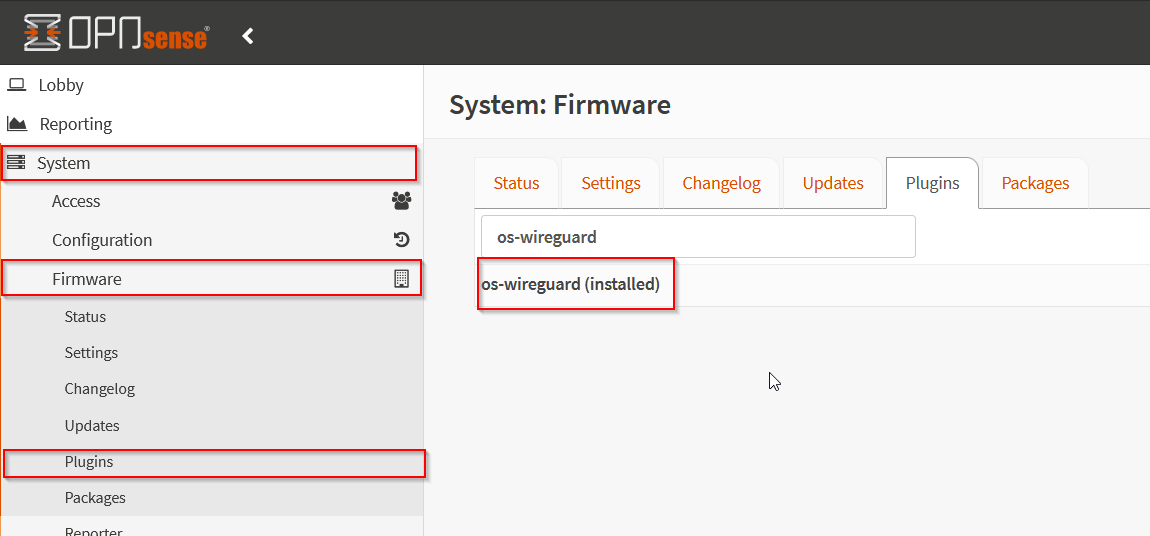 OPNsense®
Lobby
Reporting
System
Access
Configuration
Firmware
Status
Settings
Changelog
Updates
Plugins
Packages
Reporter
System: Firmware
Status Settings Changelog Updates Plugins Packages
os-wireguard
os-wireguard (installed)